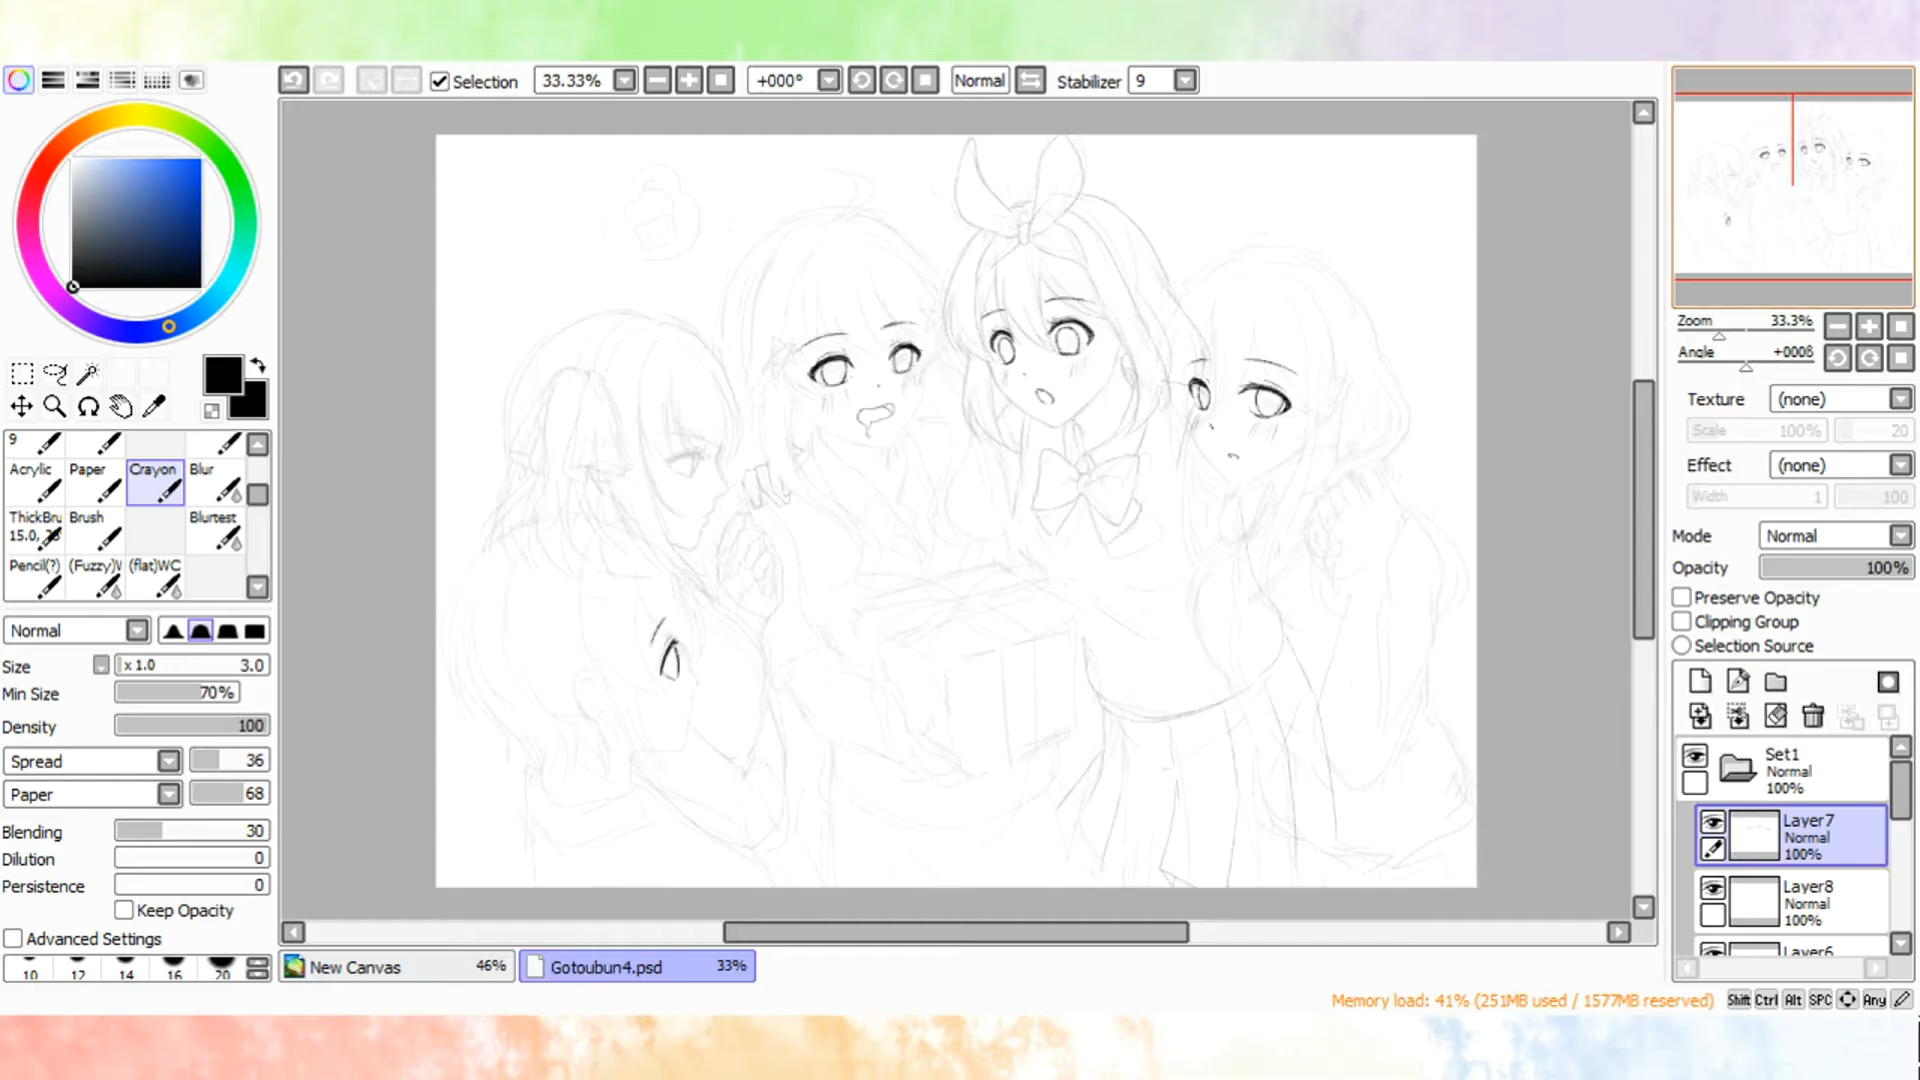 Selection 33.33% +000° Normal Stabilizer 9
9
Acrylic Paper Crayon Blur
ThickBru Brush Blurtest
15.0,
Pencil(?) (Fuzzy)W (flat)WC
Normal
Size x 1.0 3.0
Min Size 70%
Density 100
Spread 36
Paper 68
Blending 30
Dilution 0
Persistence 0
Keep Opacity
Advanced Settings
10 12 14 16 20
New Canvas 46% Gotoubun4.psd 33%
Zoom 33.3%
Angle +000ß
Texture (none)
Scale 100% 20
Effect (none)
Width 1 100
Mode Normal
Opacity 100%
Preserve Opacity
Clipping Group
Selection Source
Set1
Normal
100%
Layer7
Normal
100%
Layer8
Normal
100%
Layer6
Memory load: 41% (251MB used / 1577MB reserved) Shift Ctrl Alt SPC Any